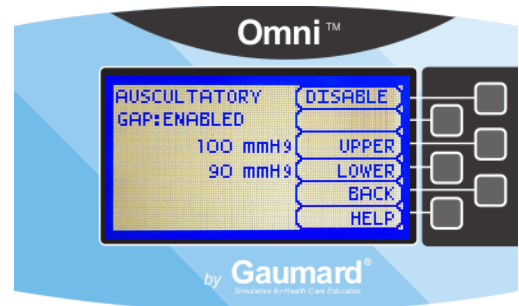 Omni™
AUSCULTATORY
DISABLE
GAP:ENABLED
100 mmHg
UPPER
90 mmHg
LOWER
BACK
HELP
by Gaumard®
Simulators for Health Care Education